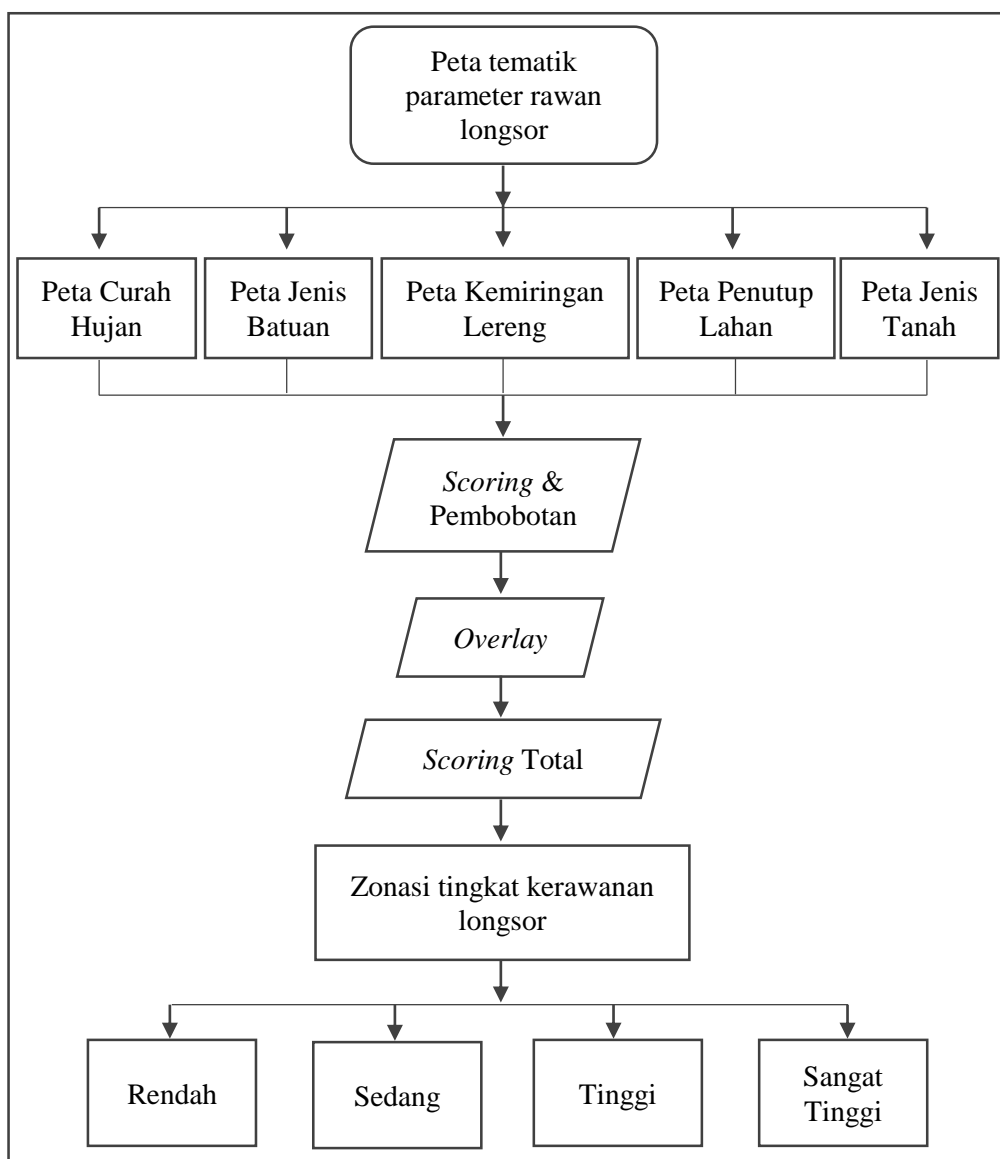 Peta tematik
parameter rawan
longsor
Peta Curah
Hujan
Peta Jenis
Batuan
Peta Kemiringan
Lereng
Peta Penutup
Lahan
Peta Jenis
Tanah
Scoring &
Pembobotan
Overlay
Scoring Total
Zonasi tingkat kerawanan
longsor
Rendah
Sedang
Tinggi
Sangat
Tinggi